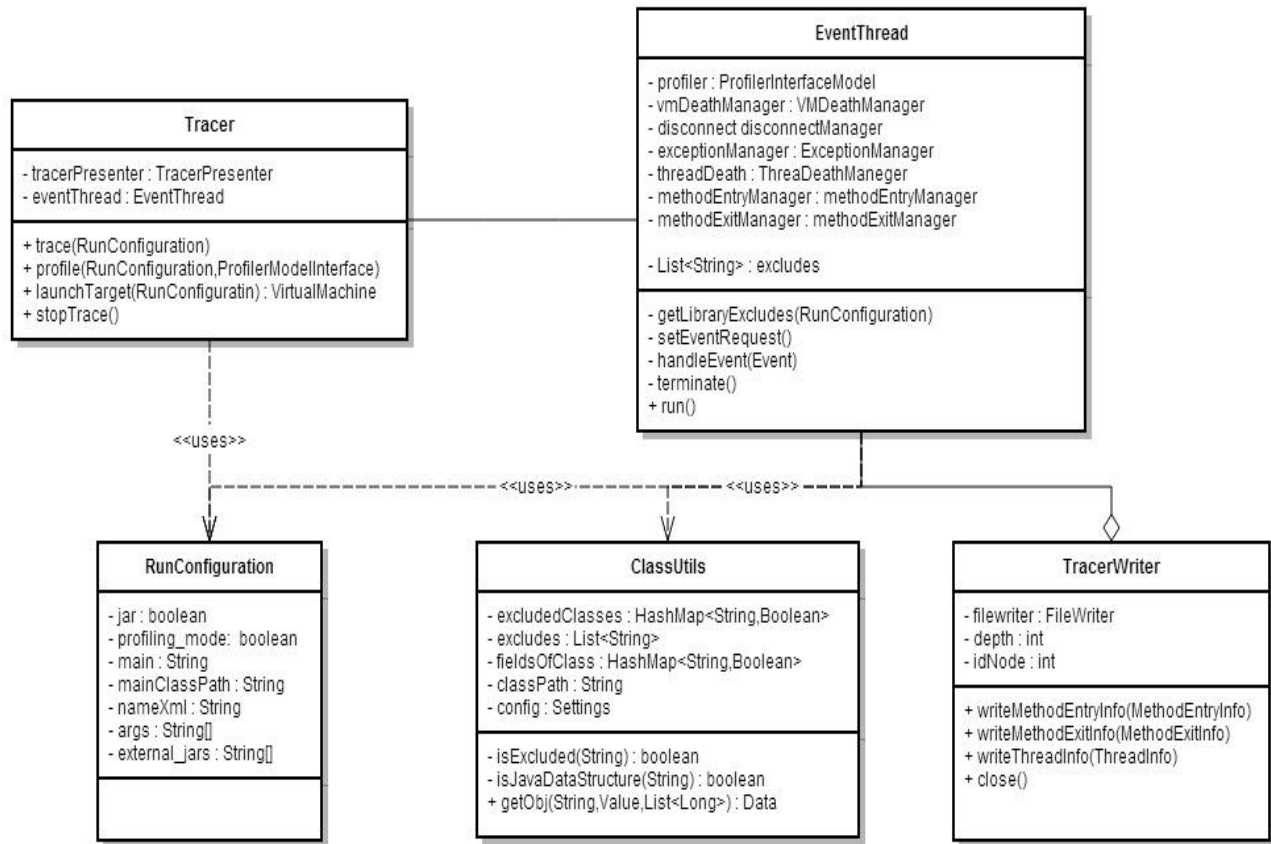 EventThread
- profiler : ProfilerInterfaceModel
- vmDeathManager : VMDeathManager
- disconnect disconnectManager
- exceptionManager : ExceptionManager
- threadDeath : ThreaDeathManeger
- methodEntryManager : methodEntryManager
- methodExitManager : methodExitManager
- List<String> : excludes
- getLibraryExcludes(RunConfiguration)
- setEventRequest()
- handleEvent(Event)
- terminate()
+ run()
Tracer
- tracerPresenter : TracerPresenter
- eventThread : EventThread
+ trace(RunConfiguration)
+ profile(RunConfiguration,ProfilerModelInterface)
+ launchTarget(RunConfiguratin) : VirtualMachine
+ stopTrace()
<<uses>>
<<uses>>
<<uses>>
RunConfiguration
- jar : boolean
- profiling_mode: boolean
- main : String
- mainClassPath : String
- nameXml : String
- args : String[]
- external_jars : String[]
ClassUtils
- excludedClasses : HashMap<String,Boolean>
- excludes : List<String>
- fieldsOfClass : HashMap<String,Boolean>
- classPath : String
- config : Settings
- isExcluded(String) : boolean
- isJavaDataStructure(String) : boolean
+ getObj(String,Value,List<Long>) : Data
TracerWriter
- filewriter : FileWriter
- depth : int
- idNode : int
+ writeMethodEntryInfo(MethodEntryInfo)
+ writeMethodExitInfo(MethodExitInfo)
+ writeThreadInfo(ThreadInfo)
+ close()